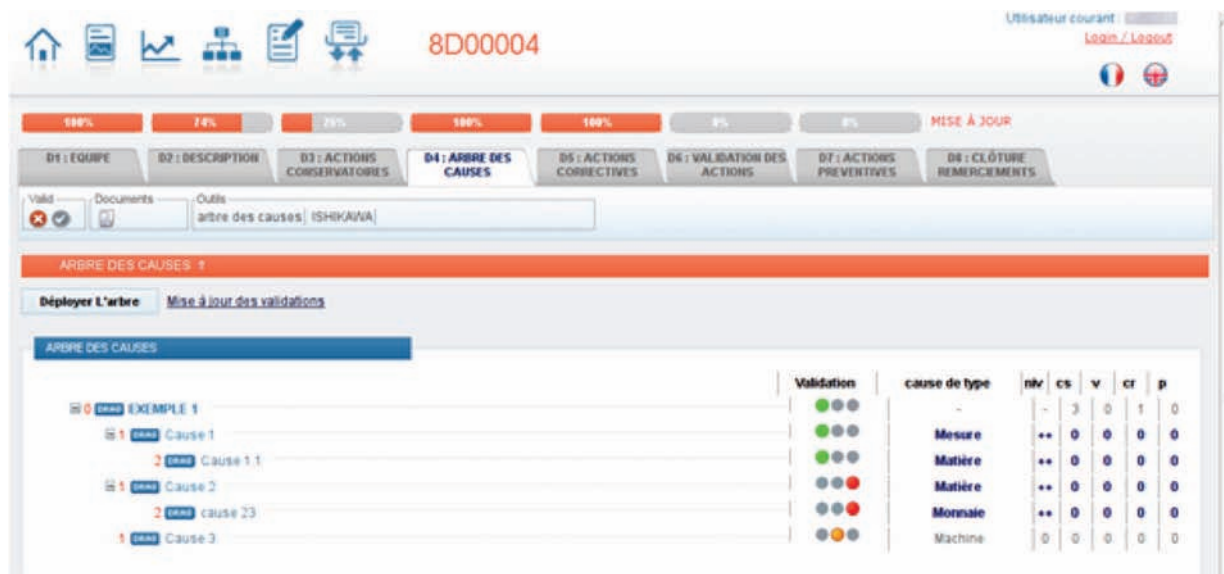 Utilisateur courant :
8D00004
Login / Logout
100% 74% 100% 100% 0% 0% MISE À JOUR
D1 : EQUIPE D2 : DESCRIPTION D3 : ACTIONS CONSERVATOIRES D4 : ARBRE DES CAUSES D5 : ACTIONS CORRECTIVES D6 : VALIDATION DES ACTIONS D7 : ACTIONS PREVENTIVES D8 : CLÔTURE REMERCIEMENTS
Valid Documents Outils
arbre des causes| ISHIKAWA|
ARBRE DES CAUSES
Déployer L'arbre Mise à jour des validations
ARBRE DES CAUSES
Validation cause de type niv cs v cr p
0 DRAG EXEMPLE 1 - - 3 0 1 0
1 DRAG Cause 1 Mesure ++ 0 0 0 0
2 DRAG Cause 1.1 Matière ++ 0 0 0 0
1 DRAG Cause 2 Matière ++ 0 0 0 0
2 DRAG cause 23 Monnaie ++ 0 0 0 0
1 DRAG Cause 3 Machine 0 0 0 0 0